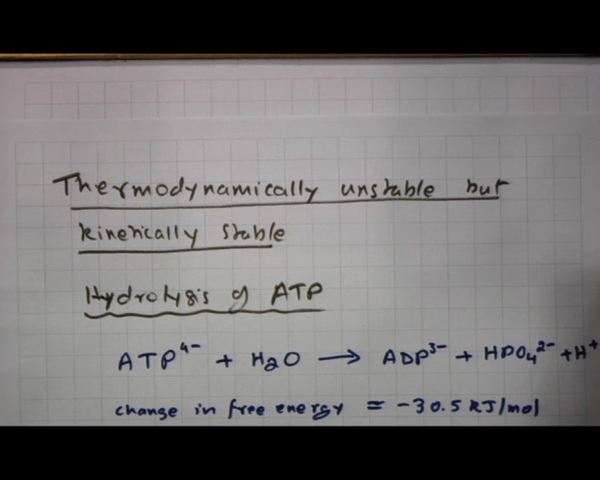 Thermodynamically unstable but
kinetically stable
Hydrolysis of ATP
ATP⁴⁻ + H₂O ⟶ ADP³⁻ + HPO₄²⁻ + H⁺
change in free energy = -30.5 kJ/mol